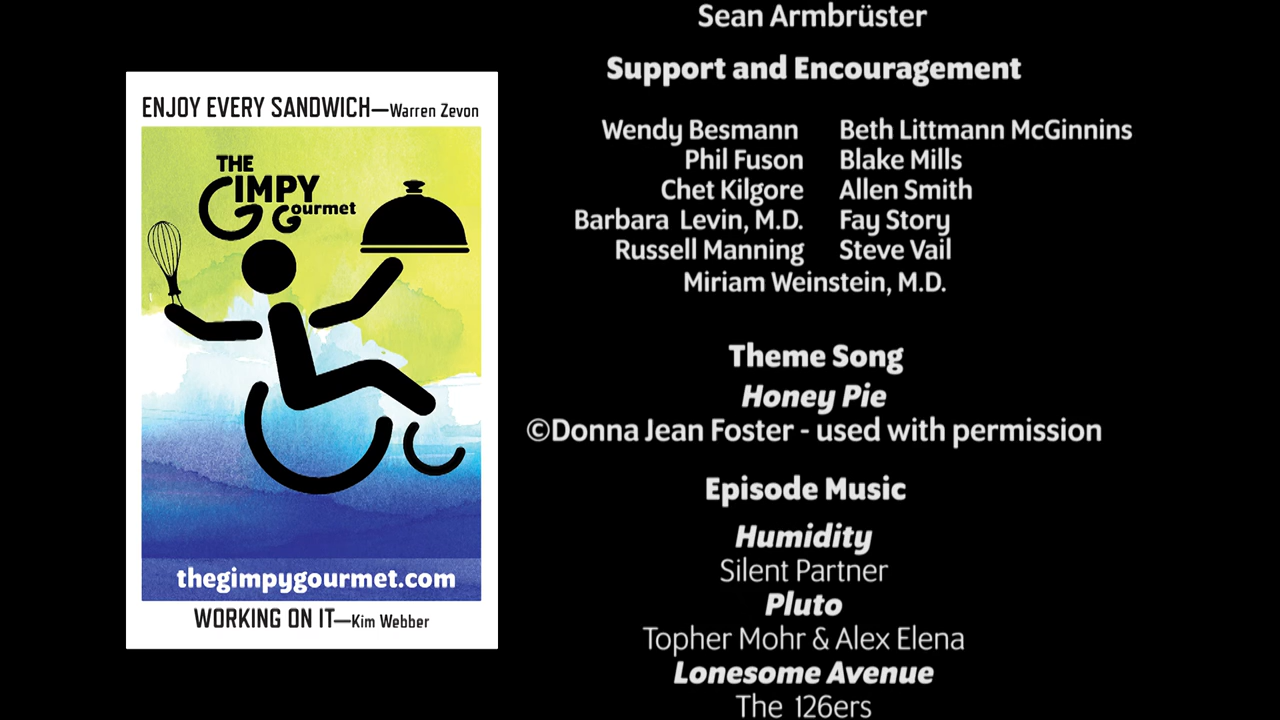 ENJOY EVERY SANDWICH—Warren Zevon
THE
GIMPY
Gourmet
thegimpygourmet.com
WORKING ON IT—Kim Webber
Sean Armbrüster
Support and Encouragement
Wendy Besmann Beth Littmann McGinnins
Phil Fuson Blake Mills
Chet Kilgore Allen Smith
Barbara Levin, M.D. Fay Story
Russell Manning Steve Vail
Miriam Weinstein, M.D.
Theme Song
Honey Pie
©Donna Jean Foster - used with permission
Episode Music
Humidity
Silent Partner
Pluto
Topher Mohr & Alex Elena
Lonesome Avenue
The 126ers